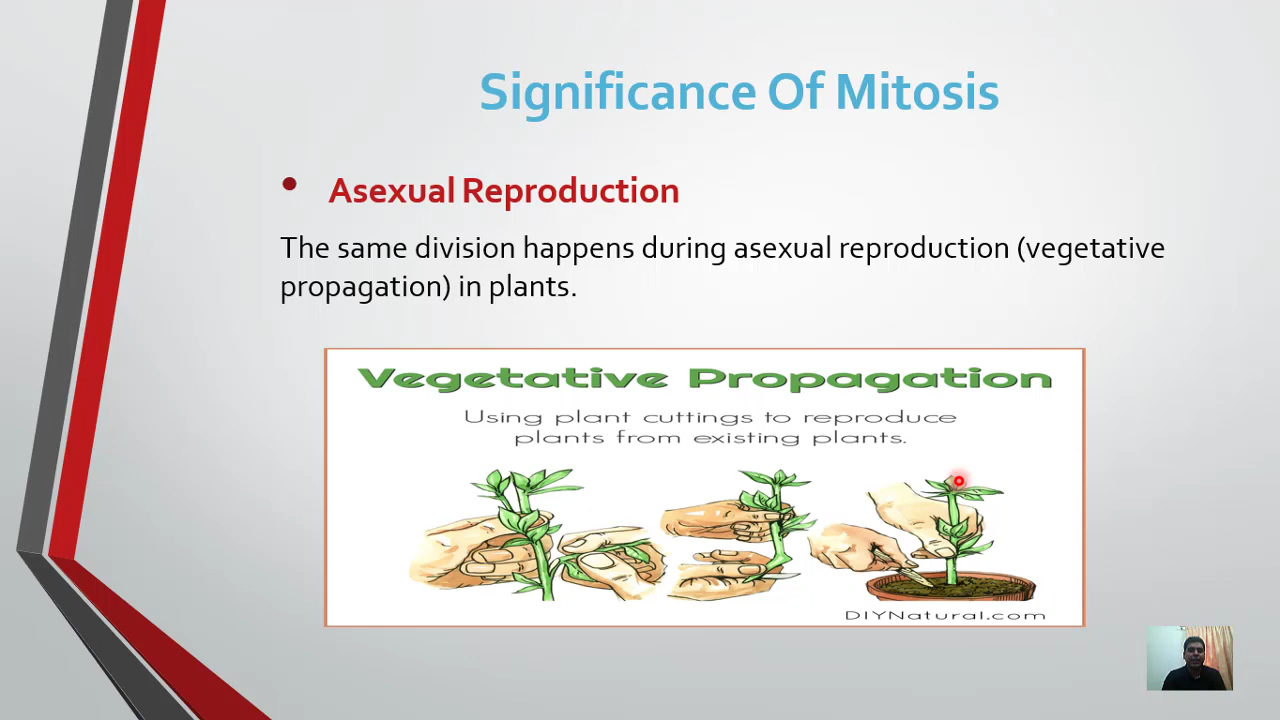 Significance Of Mitosis
• Asexual Reproduction
The same division happens during asexual reproduction (vegetative
propagation) in plants.
Vegetative Propagation
Using plant cuttings to reproduce
plants from existing plants.
DIYNatural.com